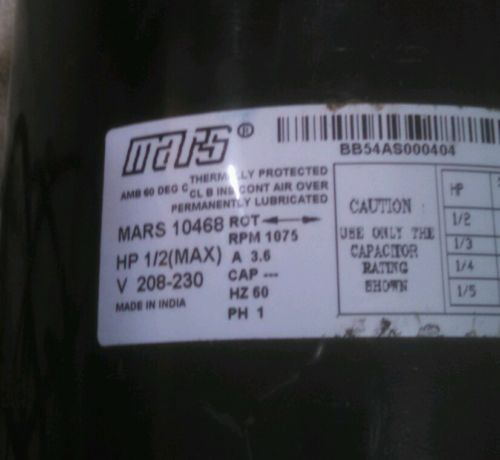 mars®
BB54AS000404
THERMALLY PROTECTED
AMB 60 DEG C CL B INS CONT AIR OVER
PERMANENTLY LUBRICATED
MARS 10468 ROT
RPM 1075
HP 1/2(MAX) A 3.6
V 208-230 CAP ---
HZ 60
MADE IN INDIA
PH 1
CAUTION :
USE ONLY THE
CAPACITOR
RATING
SHOWN
HP
1/2
1/3
1/4
1/5